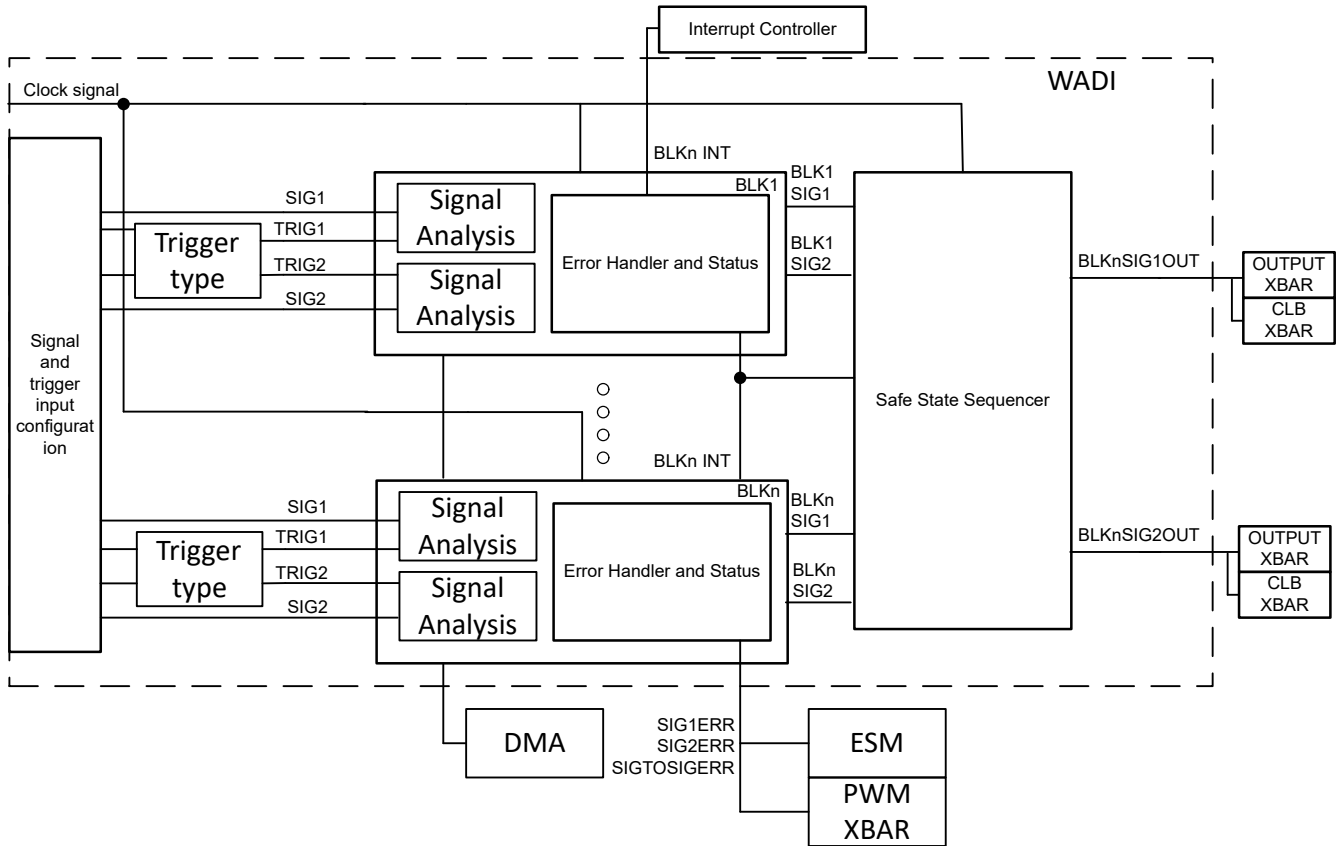 Interrupt Controller
WADI
Clock signal
BLKn INT
BLK1
BLK1
SIG1
SIG1
Signal
Analysis
TRIG1
Trigger
type
Error Handler and Status
BLK1
SIG2
TRIG2
Signal
Analysis
SIG2
BLKnSIG1OUT
OUTPUT
XBAR
CLB
XBAR
Signal
and
trigger
input
configurat
ion
Safe State Sequencer
BLKn INT
BLKn
BLKn
SIG1
SIG1
Signal
Analysis
TRIG1
Trigger
type
Error Handler and Status
BLKn
SIG2
TRIG2
Signal
Analysis
SIG2
BLKnSIG2OUT
OUTPUT
XBAR
CLB
XBAR
DMA
SIG1ERR
SIG2ERR
SIGTOSIGERR
ESM
PWM
XBAR